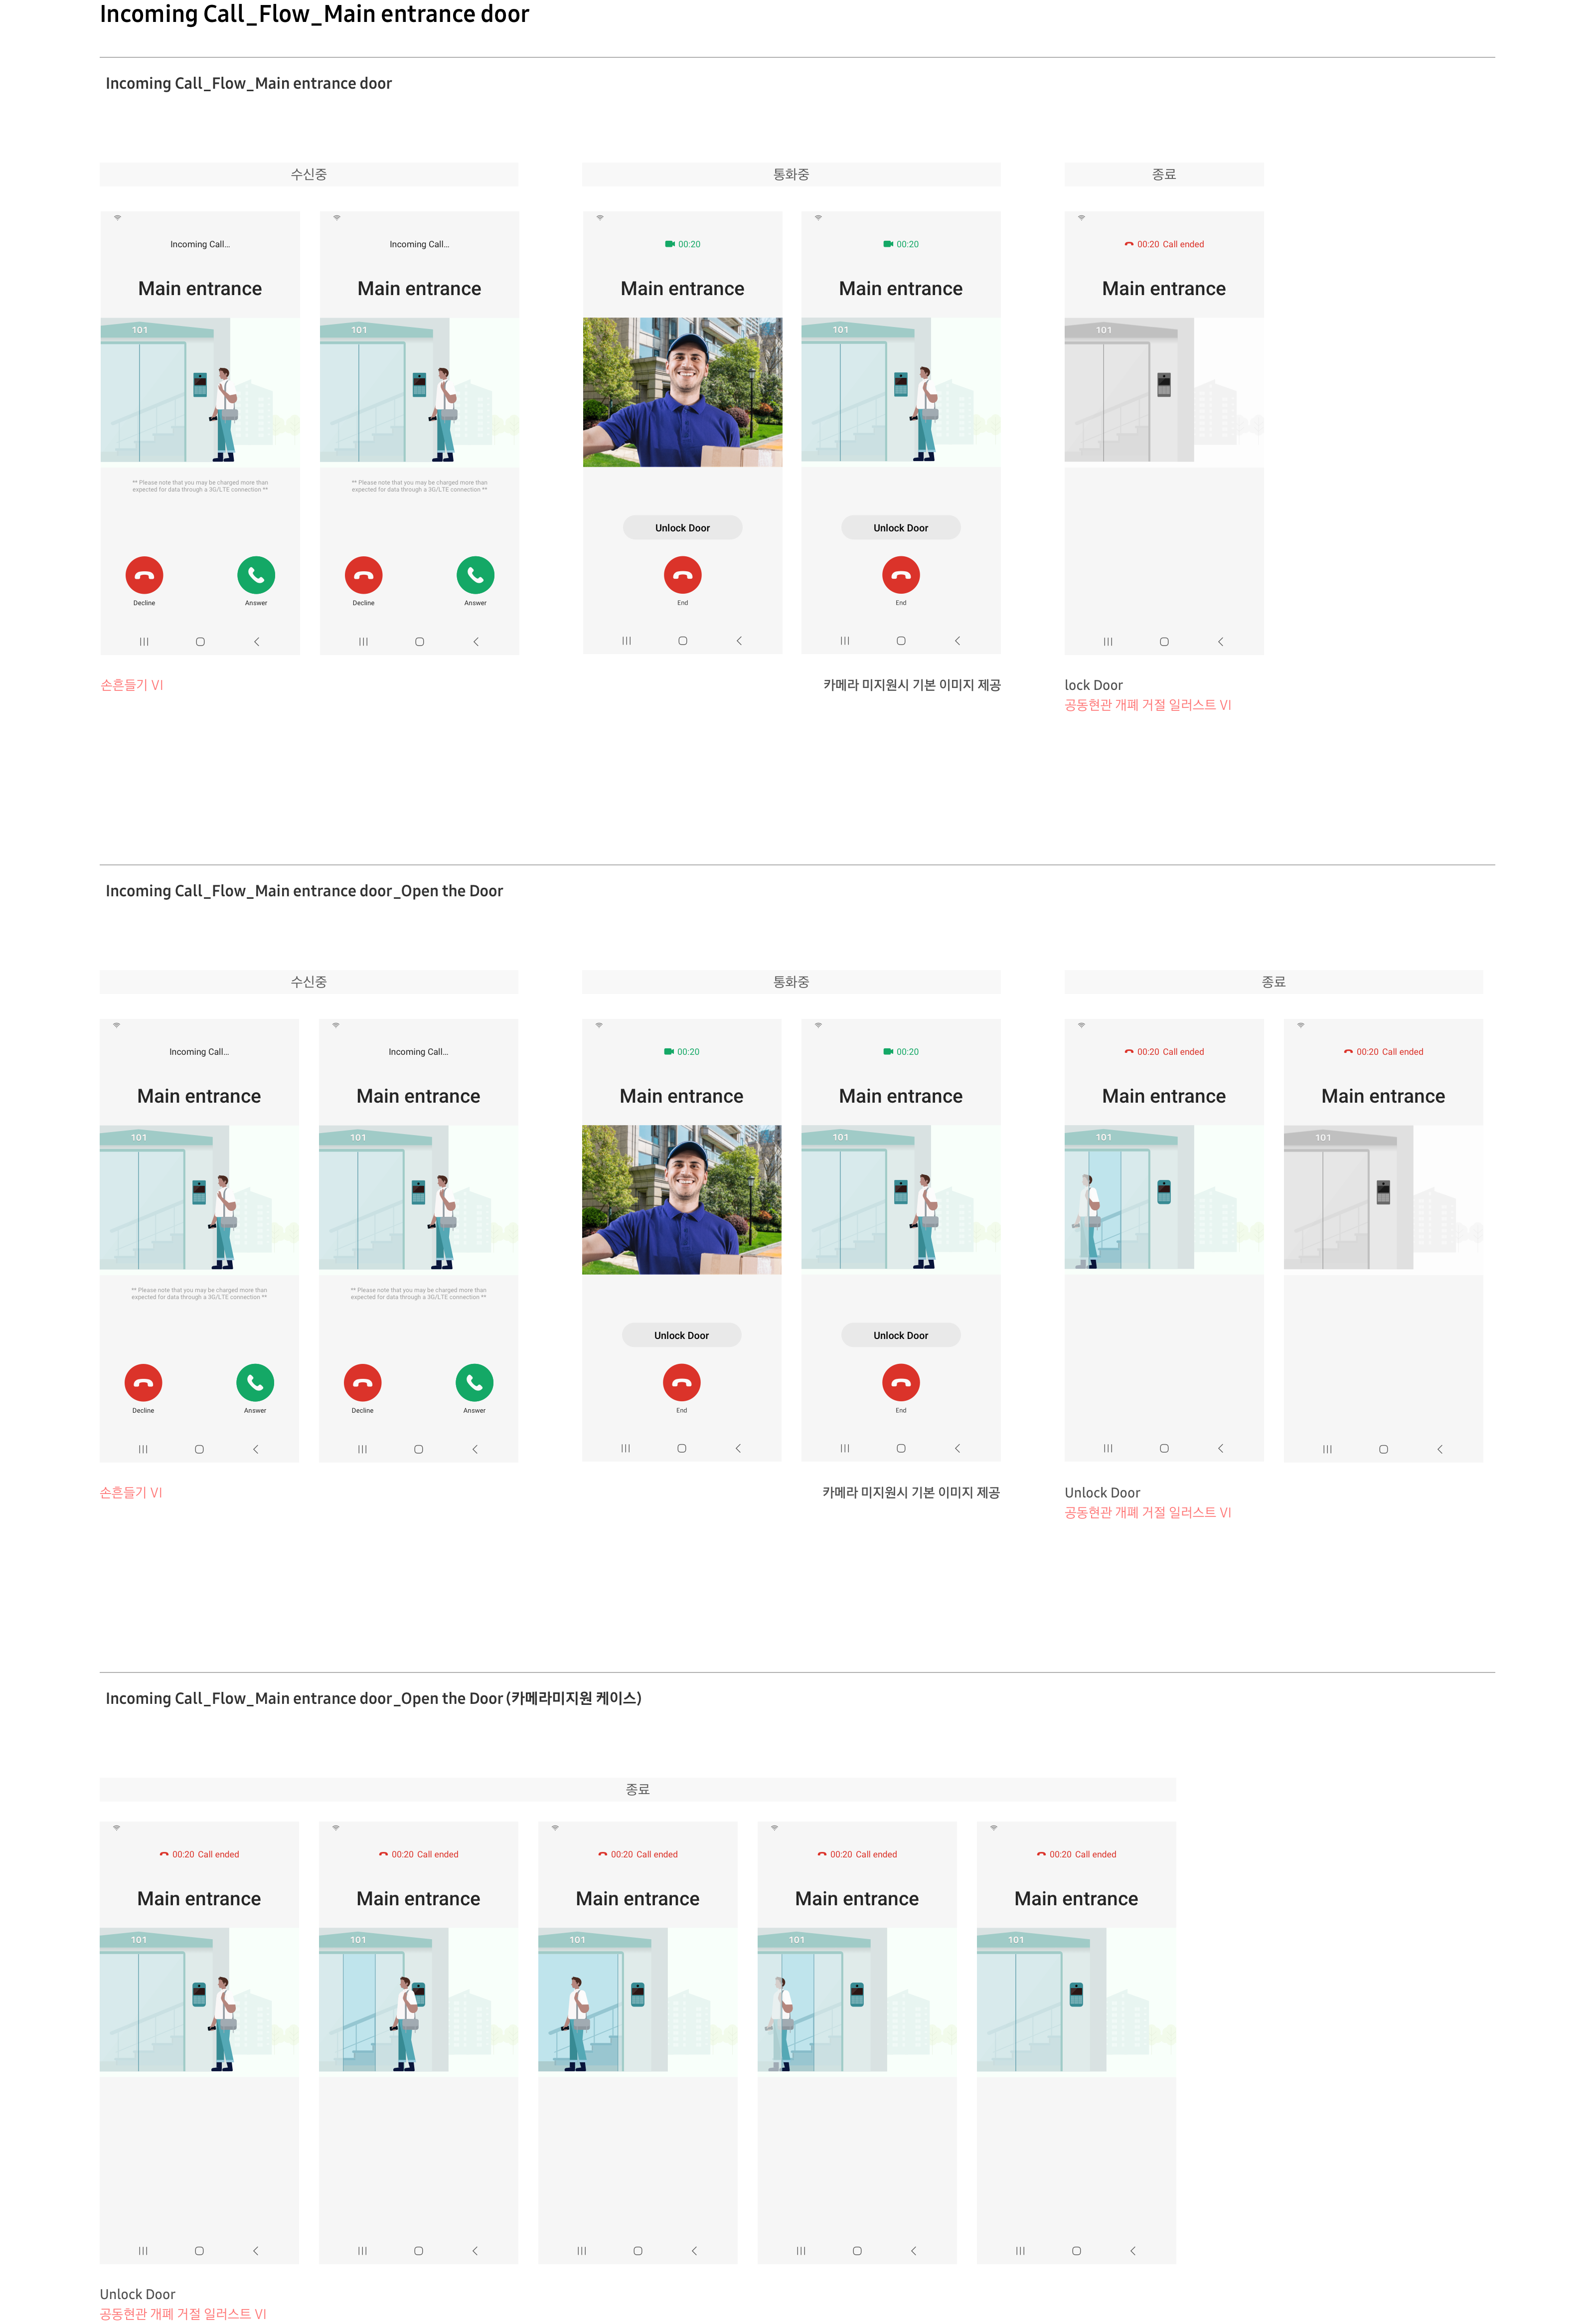 Incoming Call_Flow_Main entrance door
Incoming Call_Flow_Main entrance door
수신중
통화중
종료
Incoming Call...
Main entrance
101
** Please note that you may be charged more than
expected for data through a 3G/LTE connection **
Decline
Answer
Incoming Call...
Main entrance
101
** Please note that you may be charged more than
expected for data through a 3G/LTE connection **
Decline
Answer
00:20
Main entrance
Unlock Door
End
00:20
Main entrance
101
Unlock Door
End
00:20 Call ended
Main entrance
101
손흔들기 VI
카메라 미지원시 기본 이미지 제공
lock Door
공동현관 개폐 거절 일러스트 VI
Incoming Call_Flow_Main entrance door_Open the Door
수신중
통화중
종료
Incoming Call...
Main entrance
101
** Please note that you may be charged more than
expected for data through a 3G/LTE connection **
Decline
Answer
Incoming Call...
Main entrance
101
** Please note that you may be charged more than
expected for data through a 3G/LTE connection **
Decline
Answer
00:20
Main entrance
Unlock Door
End
00:20
Main entrance
101
Unlock Door
End
00:20 Call ended
Main entrance
101
00:20 Call ended
Main entrance
101
손흔들기 VI
카메라 미지원시 기본 이미지 제공
Unlock Door
공동현관 개폐 거절 일러스트 VI
Incoming Call_Flow_Main entrance door_Open the Door (카메라미지원 케이스)
종료
00:20 Call ended
Main entrance
101
00:20 Call ended
Main entrance
101
00:20 Call ended
Main entrance
101
00:20 Call ended
Main entrance
101
00:20 Call ended
Main entrance
101
Unlock Door
공동현관 개폐 거절 일러스트 VI